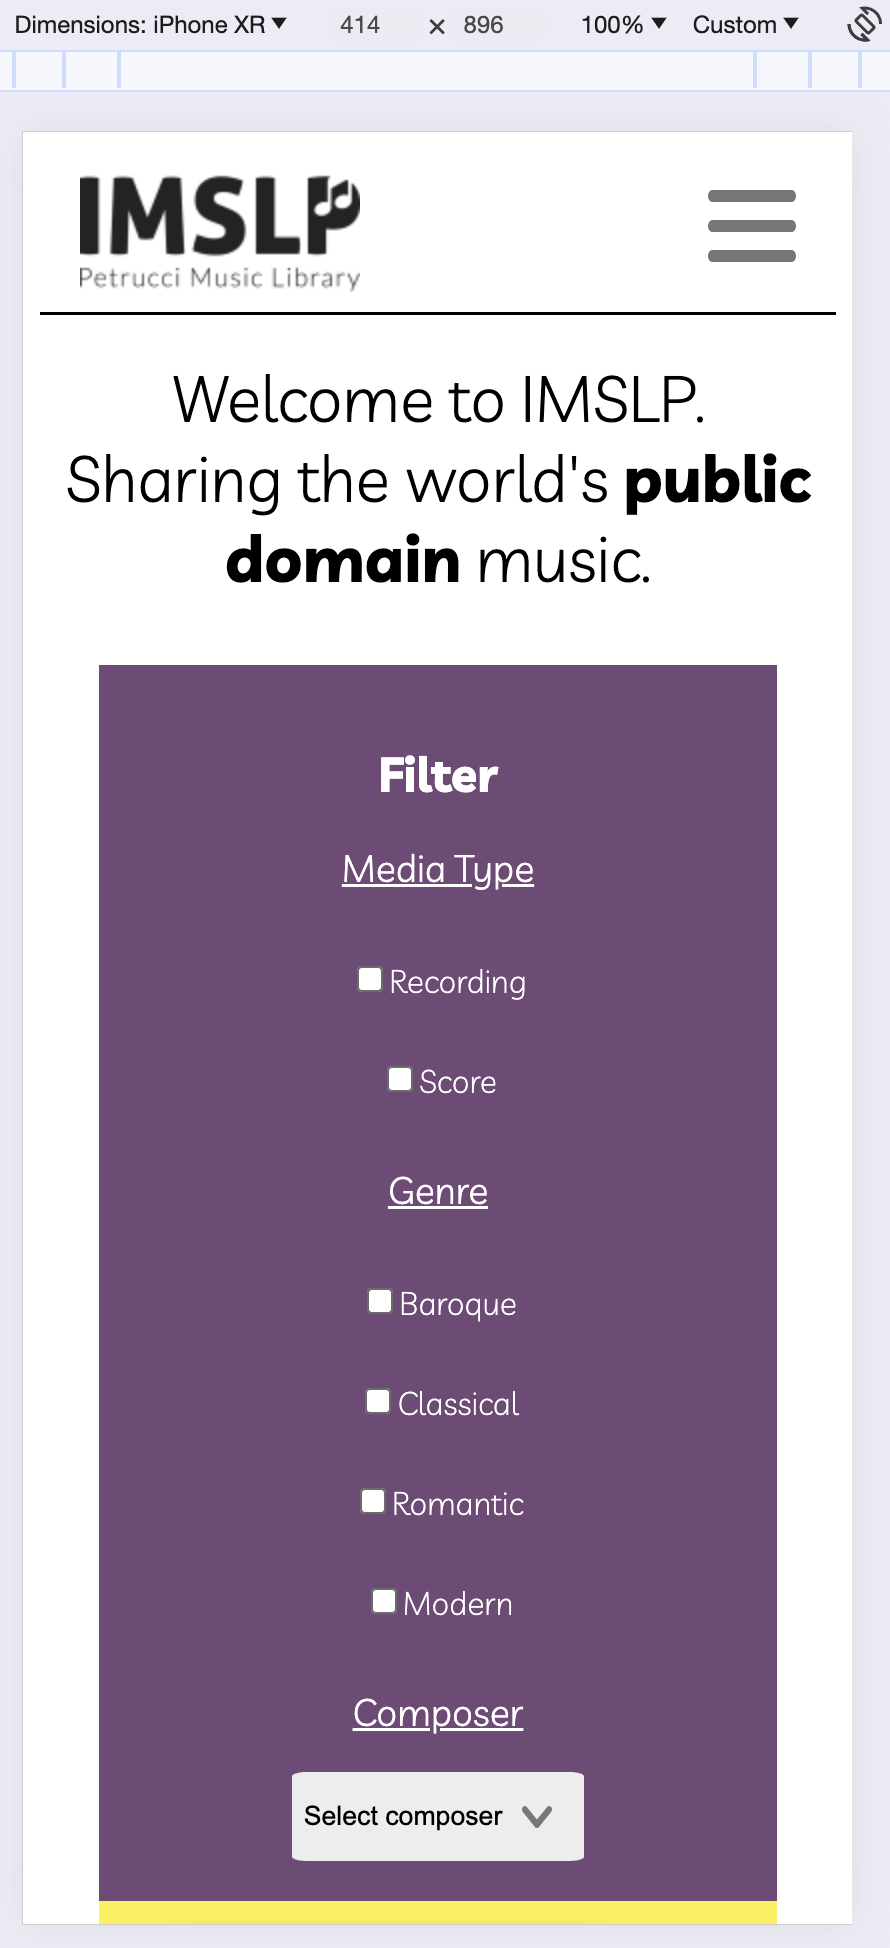 Dimensions: iPhone XR 414 × 896 100% Custom
IMSLP
Petrucci Music Library
Welcome to IMSLP.
Sharing the world's public
domain music.
Filter
Media Type
Recording
Score
Genre
Baroque
Classical
Romantic
Modern
Composer
Select composer